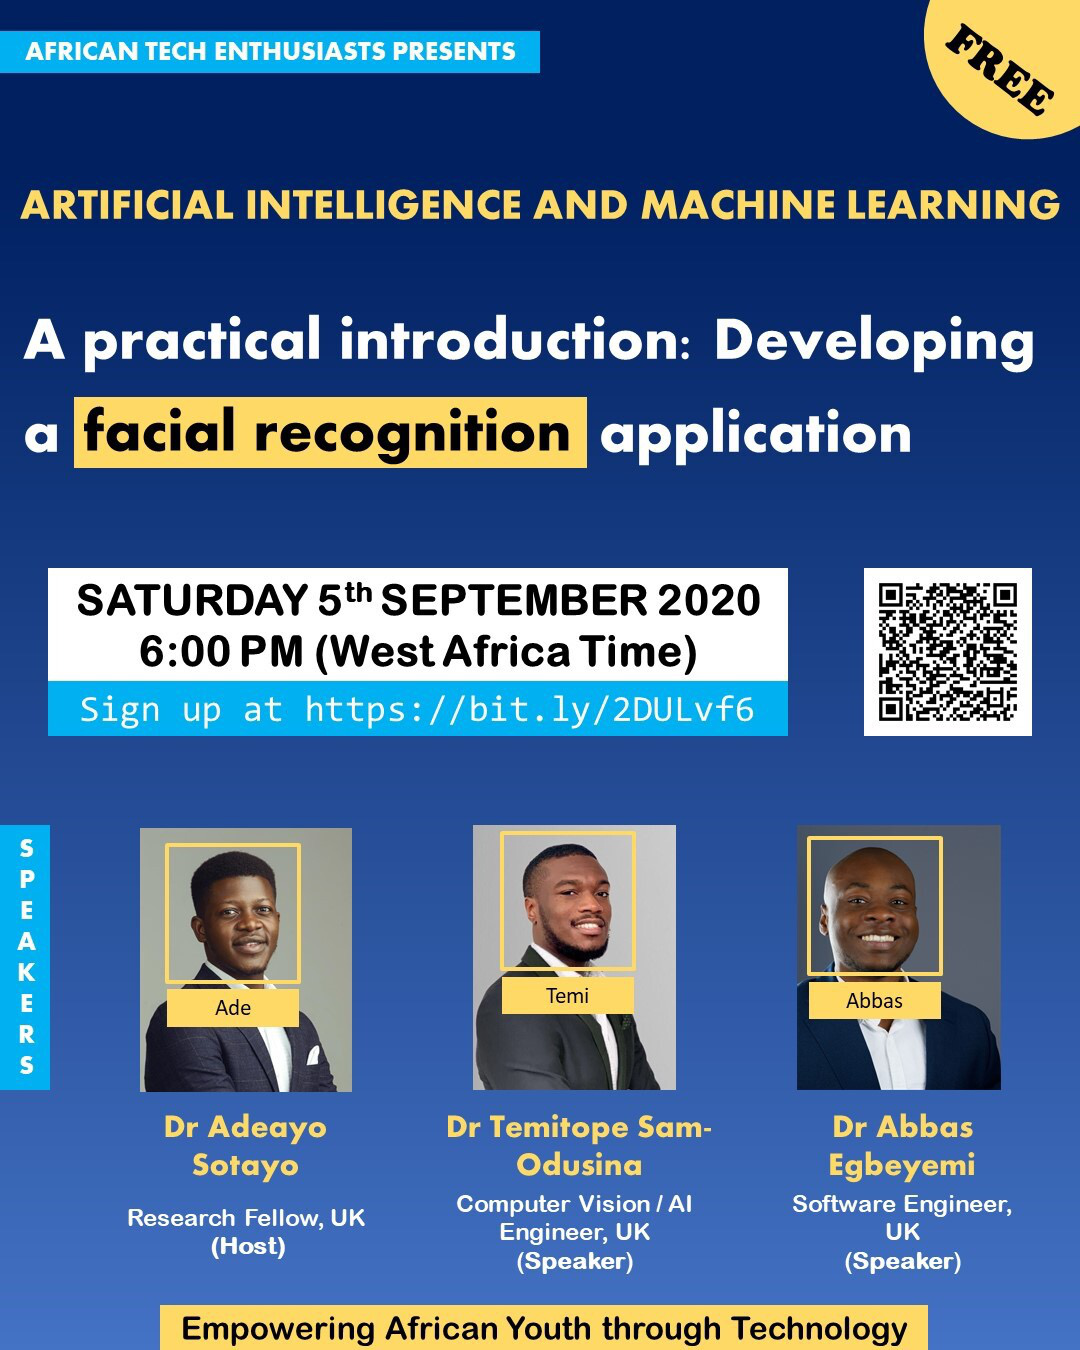 AFRICAN TECH ENTHUSIASTS PRESENTS
FREE
ARTIFICIAL INTELLIGENCE AND MACHINE LEARNING
A practical introduction: Developing
a facial recognition application
SATURDAY 5th SEPTEMBER 2020
6:00 PM (West Africa Time)
Sign up at https://bit.ly/2DULvf6
SPEAKERS
Ade
Temi
Abbas
Dr Adeayo
Sotayo
Research Fellow, UK
(Host)
Dr Temitope Sam-
Odusina
Computer Vision / AI
Engineer, UK
(Speaker)
Dr Abbas
Egbeyemi
Software Engineer,
UK
(Speaker)
Empowering African Youth through Technology